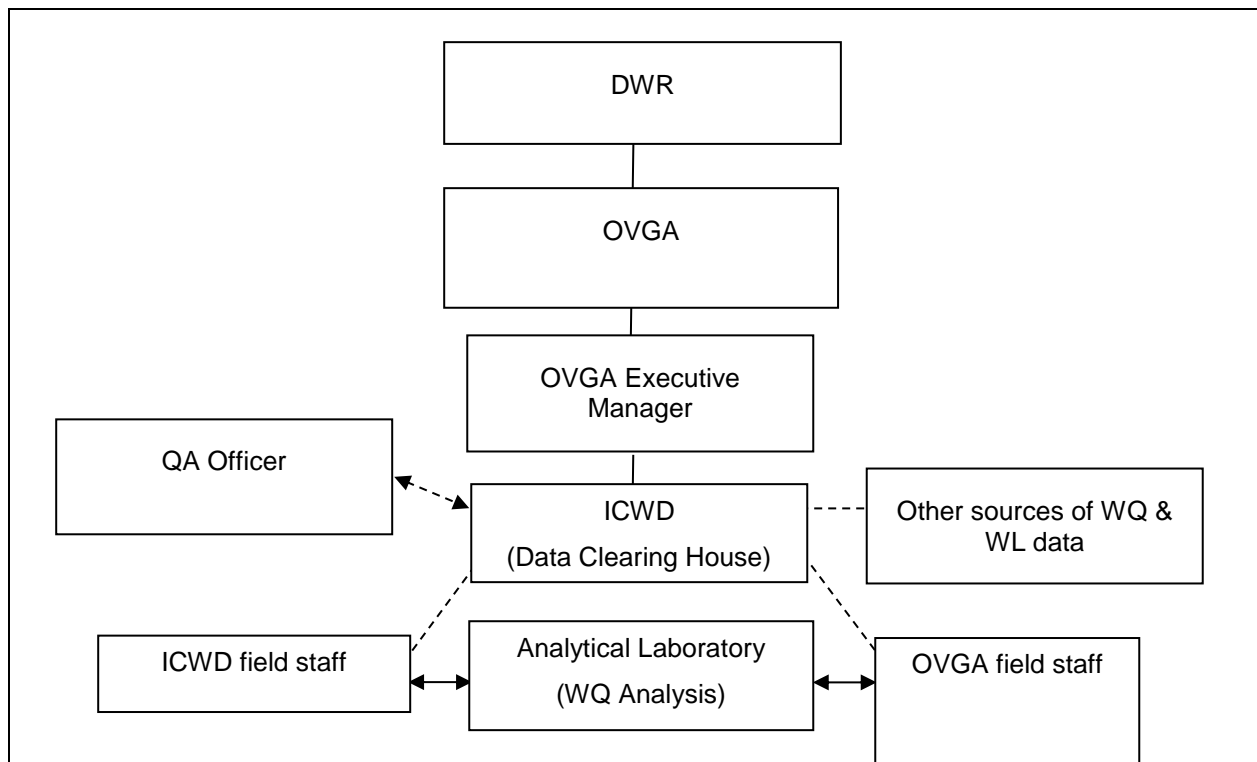 DWR
OVGA
OVGA Executive
Manager
QA Officer
ICWD
(Data Clearing House)
Other sources of WQ &
WL data
ICWD field staff
Analytical Laboratory
(WQ Analysis)
OVGA field staff